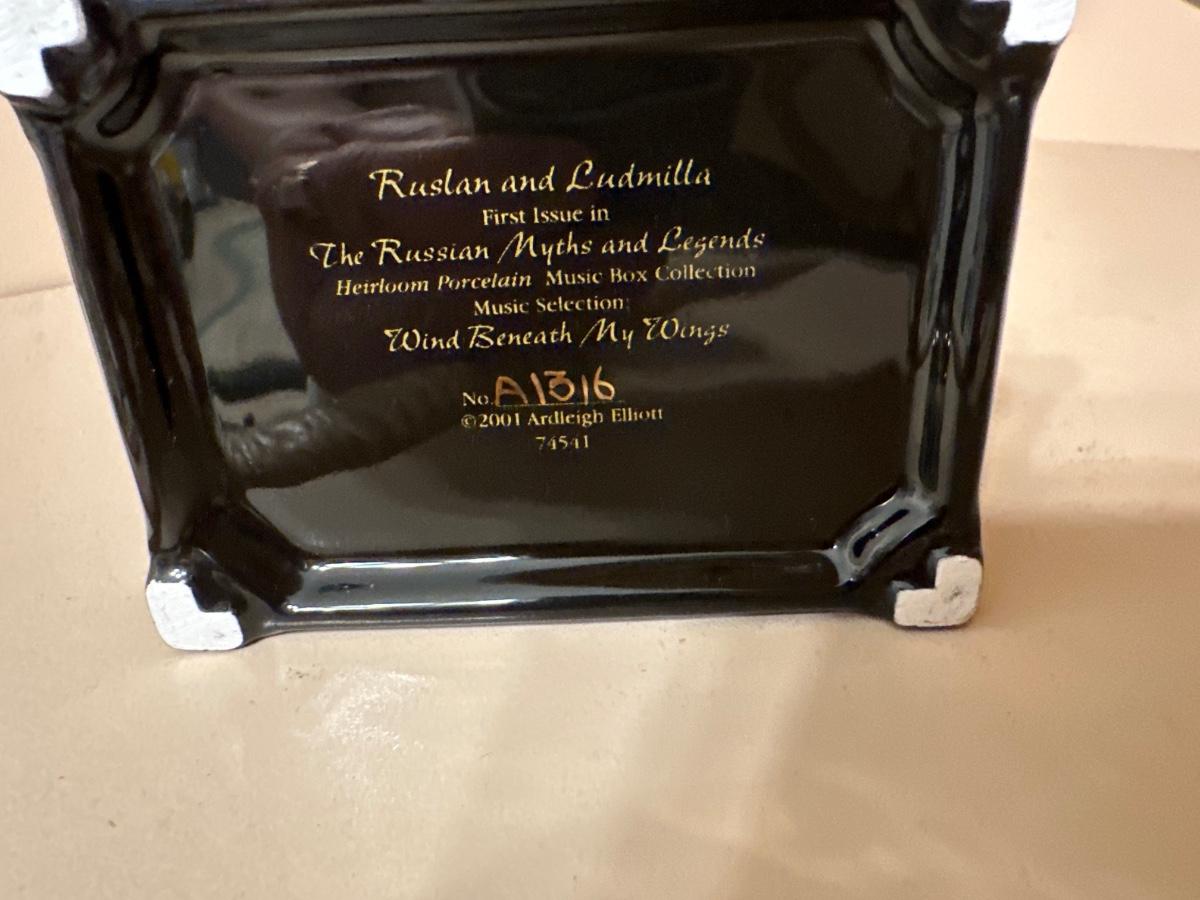 Ruslan and Ludmilla
First Issue in
The Russian Myths and Legends
Heirloom Porcelain Music Box Collection
Music Selection:
Wind Beneath My Wings
No. A1316
©2001 Ardleigh Elliott
74541